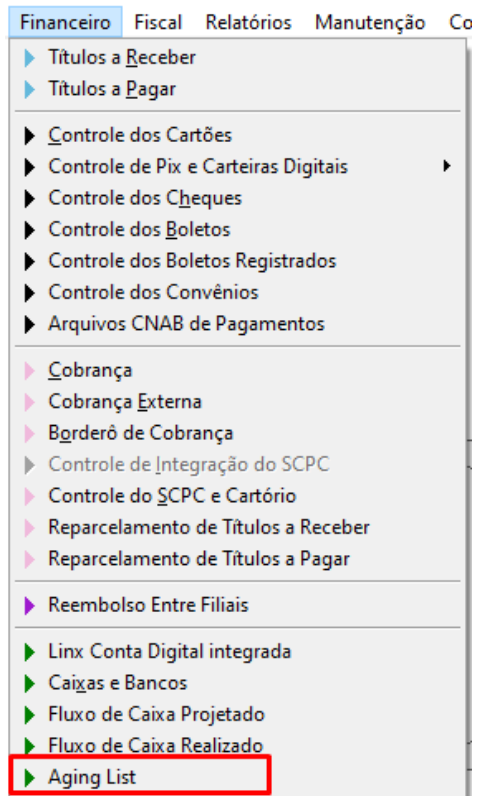 Financeiro Fiscal Relatórios Manutenção Co
Títulos a Receber
Títulos a Pagar
Controle dos Cartões
Controle de Pix e Carteiras Digitais
Controle dos Cheques
Controle dos Boletos
Controle dos Boletos Registrados
Controle dos Convênios
Arquivos CNAB de Pagamentos
Cobrança
Cobrança Externa
Borderô de Cobrança
Controle de Integração do SCPC
Controle do SCPC e Cartório
Reparcelamento de Títulos a Receber
Reparcelamento de Títulos a Pagar
Reembolso Entre Filiais
Linx Conta Digital integrada
Caixas e Bancos
Fluxo de Caixa Projetado
Fluxo de Caixa Realizado
Aging List